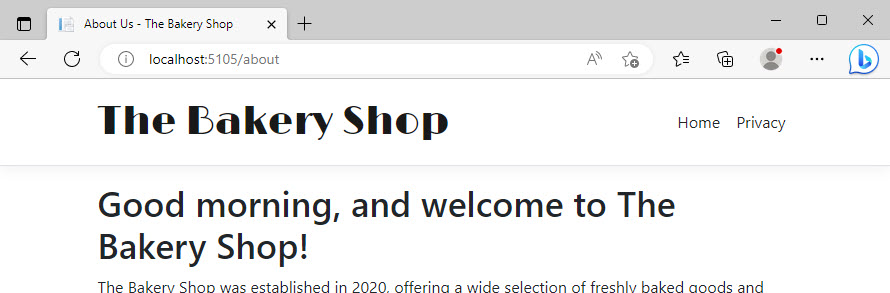 About Us - The Bakery Shop
localhost:5105/about
The Bakery Shop
Home Privacy
Good morning, and welcome to The
Bakery Shop!
The Bakery Shop was established in 2020, offering a wide selection of freshly baked goods and